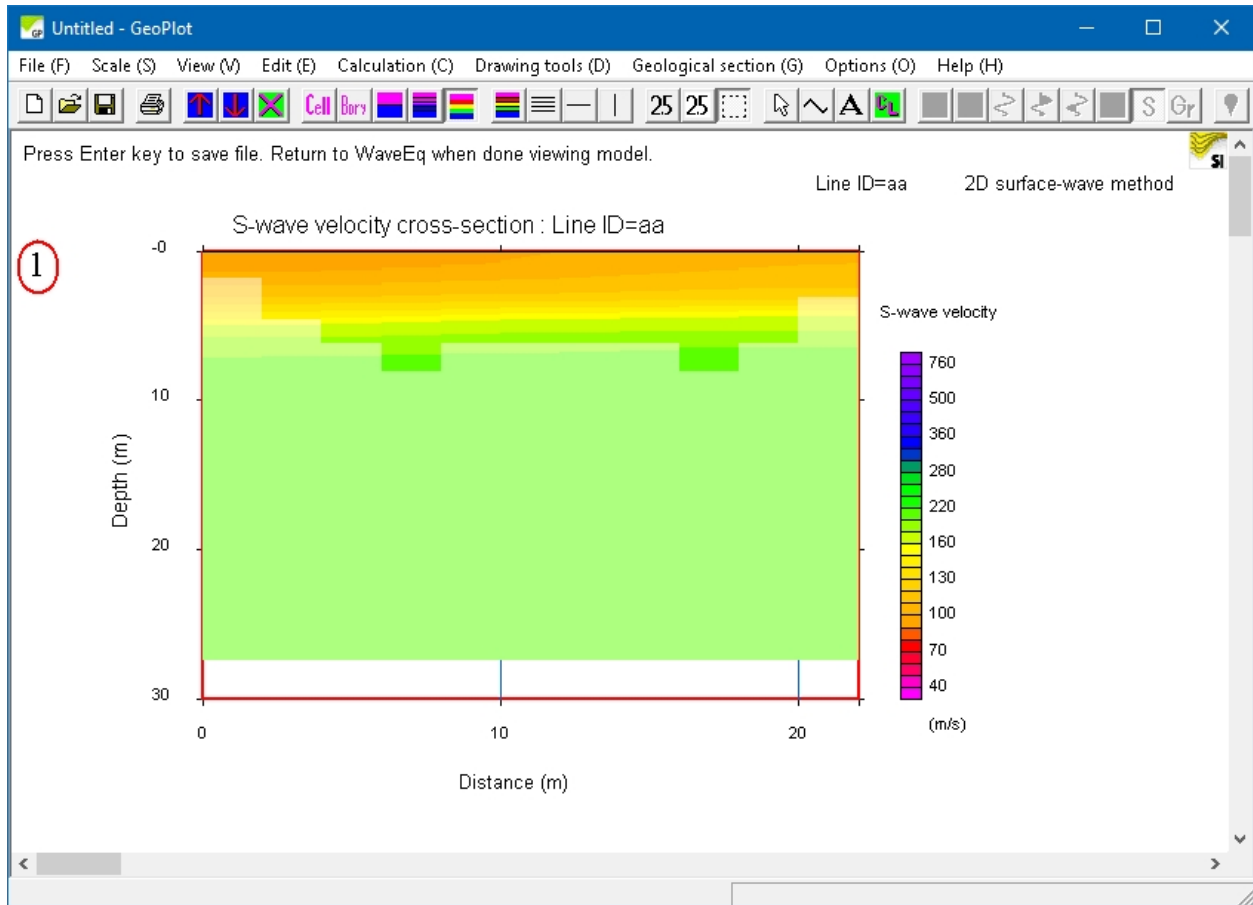 GP Untitled - GeoPlot
File (F) Scale (S) View (V) Edit (E) Calculation (C) Drawing tools (D) Geological section (G) Options (O) Help (H)
Cell Bory 25 25 A CL S Gr
Press Enter key to save file. Return to WaveEq when done viewing model.
SI
Line ID=aa 2D surface-wave method
S-wave velocity cross-section : Line ID=aa
1
-0
10
20
30
Depth (m)
0 10 20
Distance (m)
S-wave velocity
760
500
360
280
220
160
130
100
70
40
(m/s)